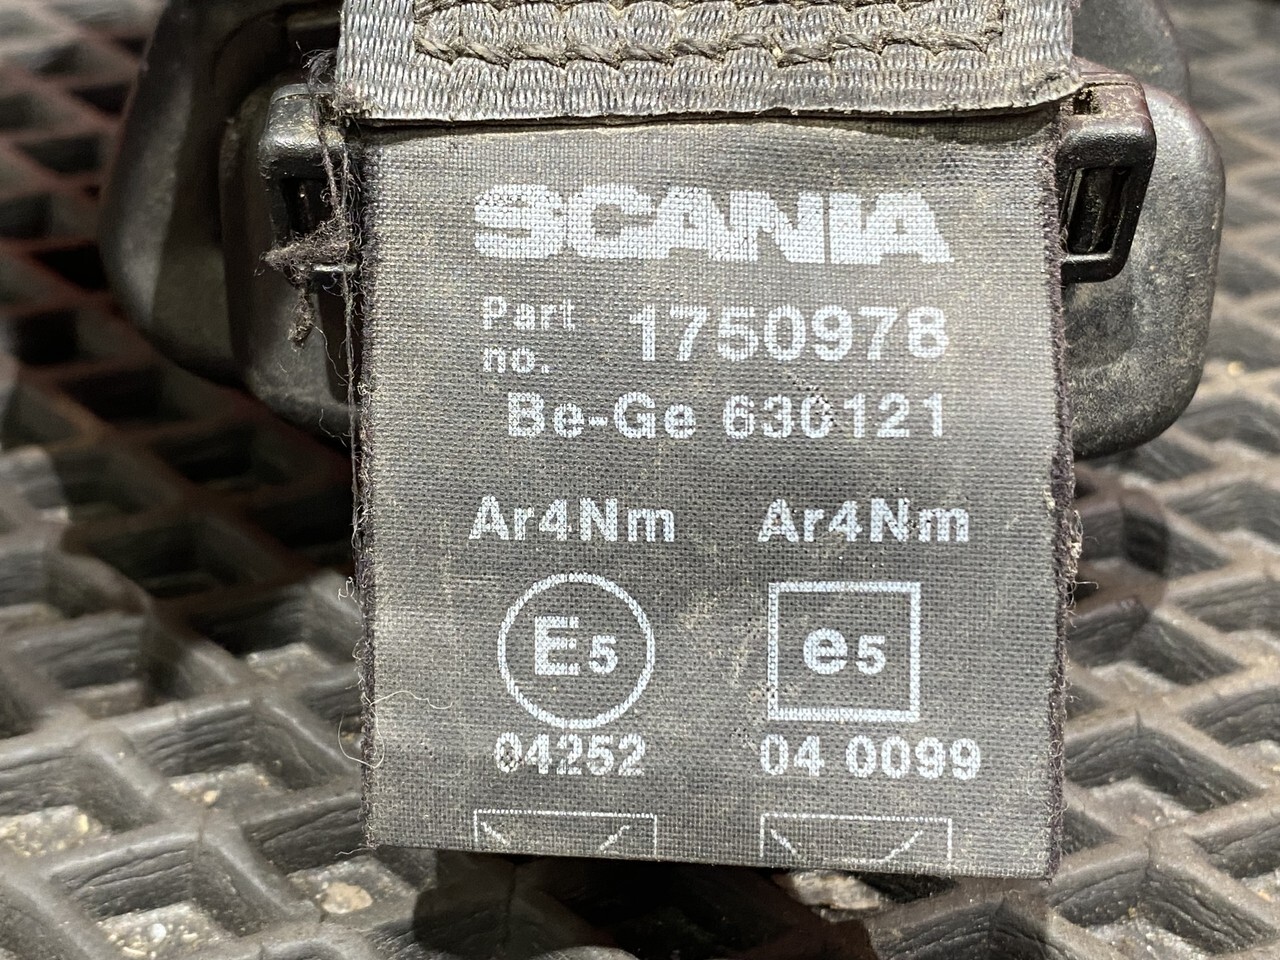 SCANIA
Part no. 1750978
Be-Ge 630121
Ar4Nm Ar4Nm
E5 e5
04252 04 0099